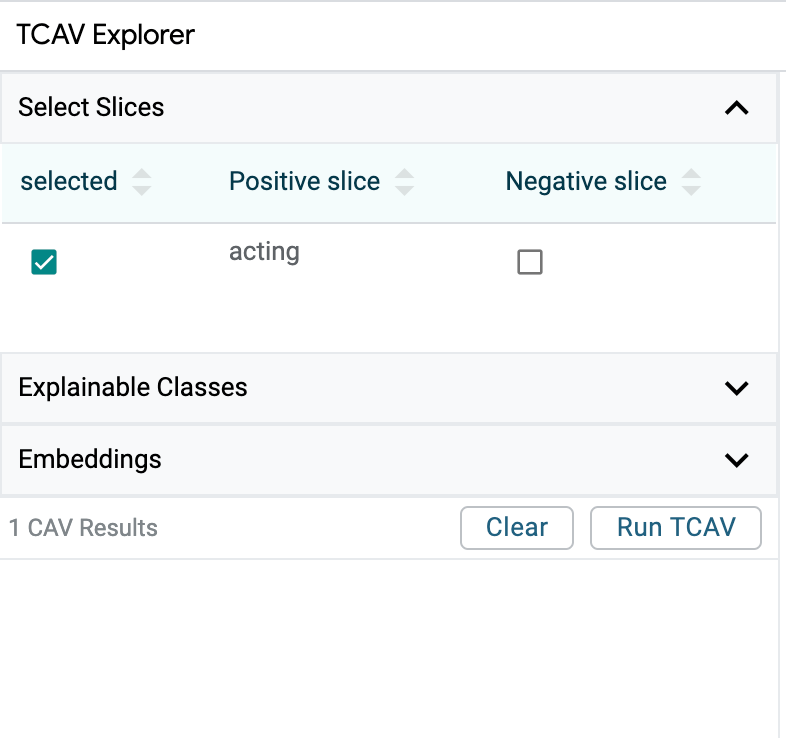 TCAV Explorer
Select Slices
selected Positive slice Negative slice
acting
Explainable Classes
Embeddings
1 CAV Results Clear Run TCAV